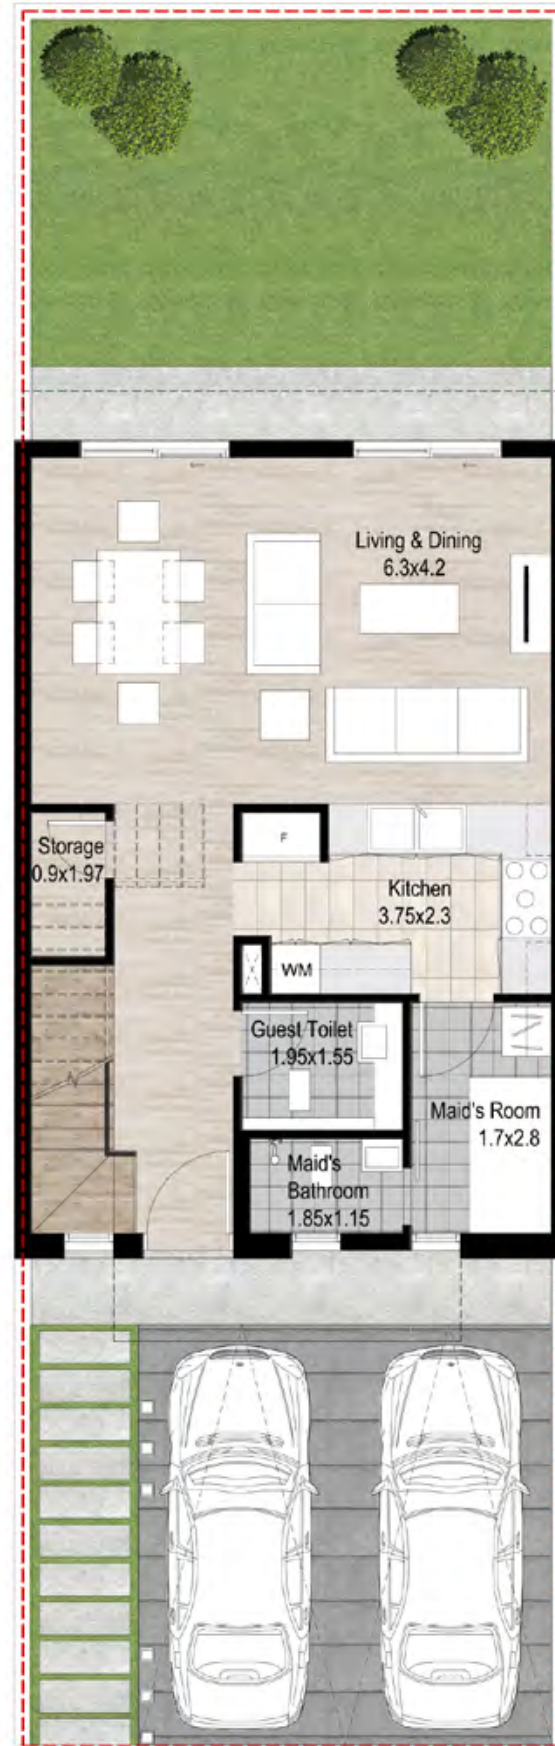 Living & Dining
6.3x4.2
Storage
0.9x1.97
F
Kitchen
3.75x2.3
WM
Guest Toilet
1.95x1.55
Maid's Room
1.7x2.8
Maid's
Bathroom
1.85x1.15